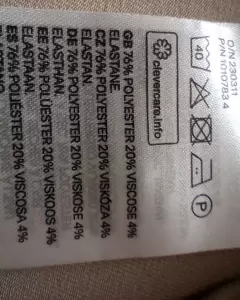 O/N 230311
P/N 1010783 4
40
P
clevercare.info
GB 76% POLYESTER 20% VISCOSE 4%
ELASTANE.
CZ 76% POLYESTER 20% VISKÓZA 4%
ELASTAN.
DE 76% POLYESTER 20% VISKOSE 4%
ELASTHAN.
EE 76% POLÜESTER 20% VISKOOS 4%
ELASTHAN.
ES 76% POLIÉSTER 20% VISCOSA 4%